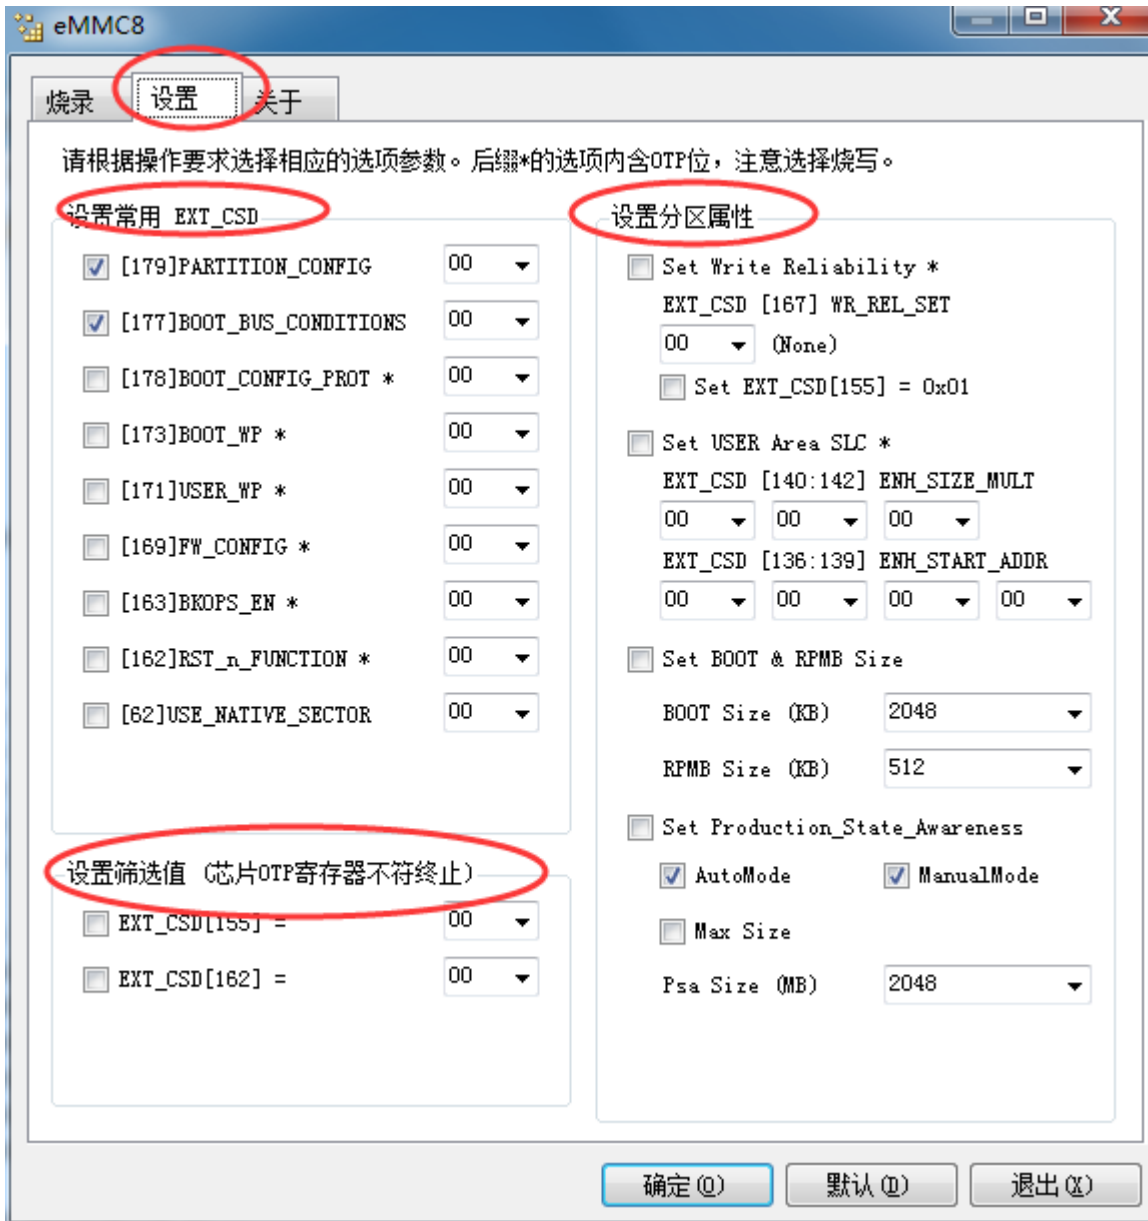 eMMC8
烧录 设置 关于
请根据操作要求选择相应的选项参数。后缀*的选项内含OTP位，注意选择烧写。
设置常用 EXT_CSD
[179]PARTITION_CONFIG 00
[177]BOOT_BUS_CONDITIONS 00
[178]BOOT_CONFIG_PROT * 00
[173]BOOT_WP * 00
[171]USER_WP * 00
[169]FW_CONFIG * 00
[163]BKOPS_EN * 00
[162]RST_n_FUNCTION * 00
[62]USE_NATIVE_SECTOR 00
设置筛选值（芯片OTP寄存器不符终止）
EXT_CSD[155] = 00
EXT_CSD[162] = 00
设置分区属性
Set Write Reliability *
EXT_CSD [167] WR_REL_SET
00 (None)
Set EXT_CSD[155] = 0x01
Set USER Area SLC *
EXT_CSD [140:142] ENH_SIZE_MULT
00 00 00
EXT_CSD [136:139] ENH_START_ADDR
00 00 00 00
Set BOOT & RPMB Size
BOOT Size (KB) 2048
RPMB Size (KB) 512
Set Production_State_Awareness
AutoMode ManualMode
Max Size
Psa Size (MB) 2048
确定(O) 默认(D) 退出(X)